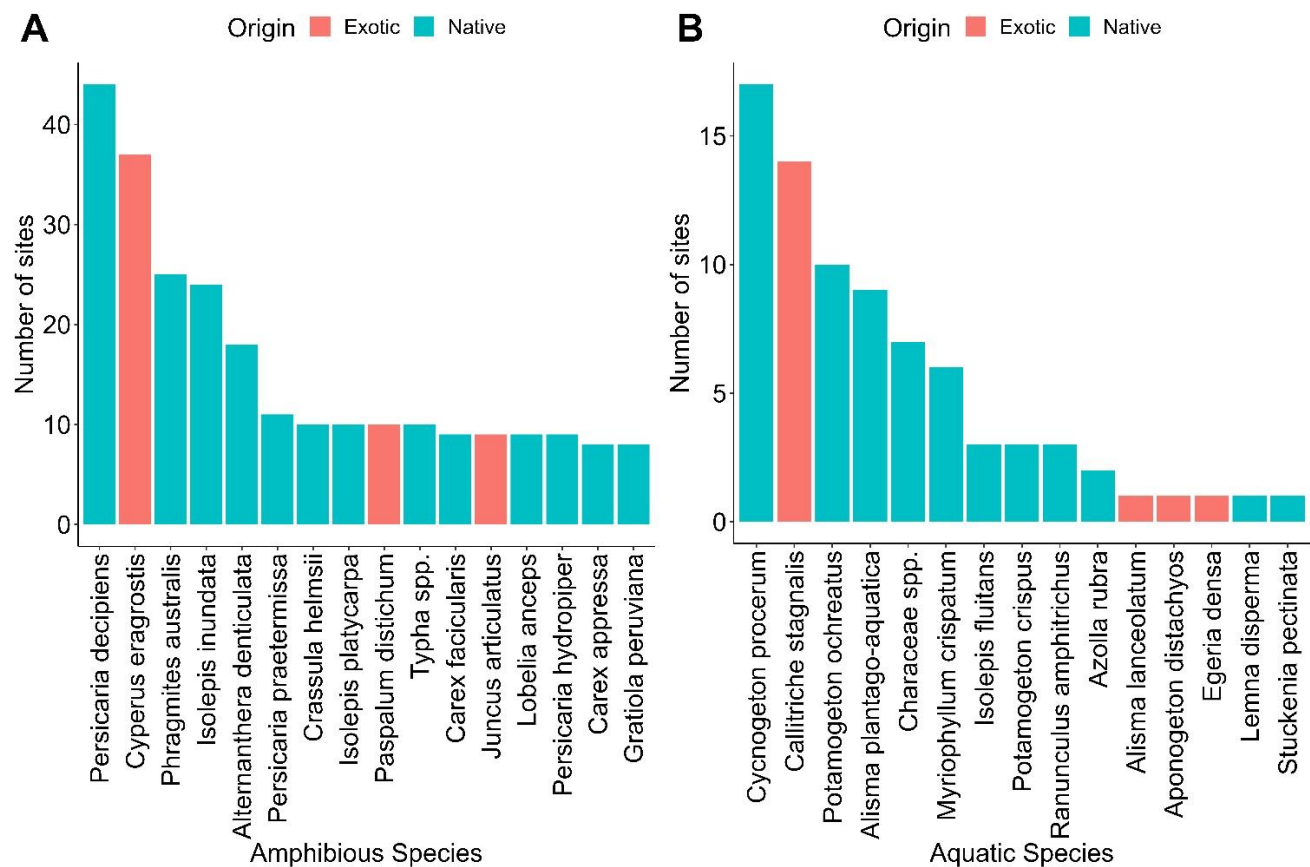 A
Origin Exotic Native
Number of sites
40
30
20
10
0
Persicaria decipiens
Cyperus eragrostis
Phragmites australis
Isolepis inundata
Alternanthera denticulata
Persicaria praetermissa
Crassula helmsii
Isolepis platycarpa
Paspalum distichum
Typha spp.
Carex facicularis
Juncus articulatus
Lobelia anceps
Persicaria hydropiper
Carex appressa
Gratiola peruviana
Amphibious Species
B
Origin Exotic Native
Number of sites
15
10
5
0
Cycnogeton procerum
Callitriche stagnalis
Potamogeton ochreatus
Alisma plantago-aquatica
Characeae spp.
Myriophyllum crispatum
Isolepis fluitans
Potamogeton crispus
Ranunculus amphitrichus
Azolla rubra
Alisma lanceolatum
Aponogeton distachyos
Egeria densa
Lemma disperma
Stuckenia pectinata
Aquatic Species